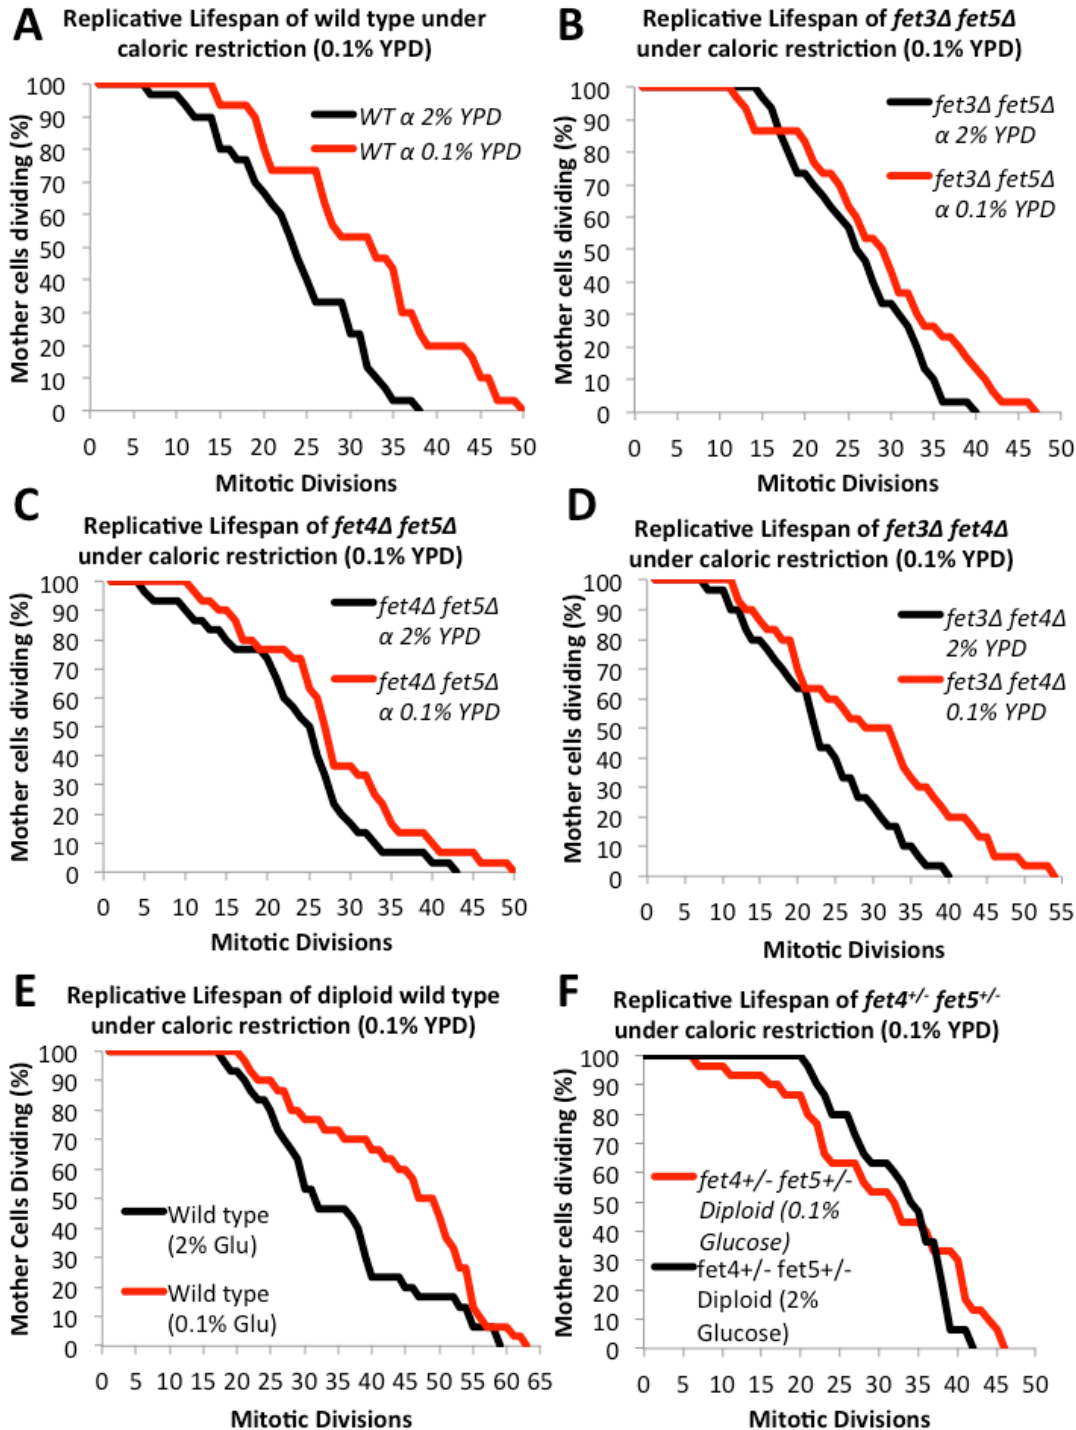 A
Replicative Lifespan of wild type under
caloric restriction (0.1% YPD)
Mother cells dividing (%)
100
90
80
70
60
50
40
30
20
10
0
WT α 2% YPD
WT α 0.1% YPD
0 5 10 15 20 25 30 35 40 45 50
Mitotic Divisions
B
Replicative Lifespan of fet3Δ fet5Δ
under caloric restriction (0.1% YPD)
Mother cells dividing (%)
100
90
80
70
60
50
40
30
20
10
0
fet3Δ fet5Δ
α 2% YPD
fet3Δ fet5Δ
α 0.1% YPD
0 5 10 15 20 25 30 35 40 45 50
Mitotic Divisions
C
Replicative Lifespan of fet4Δ fet5Δ
under caloric restriction (0.1% YPD)
Mother cells dividing (%)
100
90
80
70
60
50
40
30
20
10
0
fet4Δ fet5Δ
α 2% YPD
fet4Δ fet5Δ
α 0.1% YPD
0 5 10 15 20 25 30 35 40 45 50
Mitotic Divisions
D
Replicative Lifespan of fet3Δ fet4Δ
under caloric restriction (0.1% YPD)
Mother cells dividing (%)
100
90
80
70
60
50
40
30
20
10
0
fet3Δ fet4Δ
2% YPD
fet3Δ fet4Δ
0.1% YPD
0 5 10 15 20 25 30 35 40 45 50 55
Mitotic Divisions
E
Replicative Lifespan of diploid wild type
under caloric restriction (0.1% YPD)
Mother Cells Dividing (%)
100
90
80
70
60
50
40
30
20
10
0
Wild type
(2% Glu)
Wild type
(0.1% Glu)
0 5 10 15 20 25 30 35 40 45 50 55 60 65
Mitotic Divisions
F
Replicative Lifespan of fet4+/- fet5+/-
under caloric restriction (0.1% YPD)
Mother cells dividing (%)
100
90
80
70
60
50
40
30
20
10
0
fet4+/- fet5+/-
Diploid (0.1%
Glucose)
fet4+/- fet5+/-
Diploid (2%
Glucose)
0 5 10 15 20 25 30 35 40 45 50
Mitotic Divisions